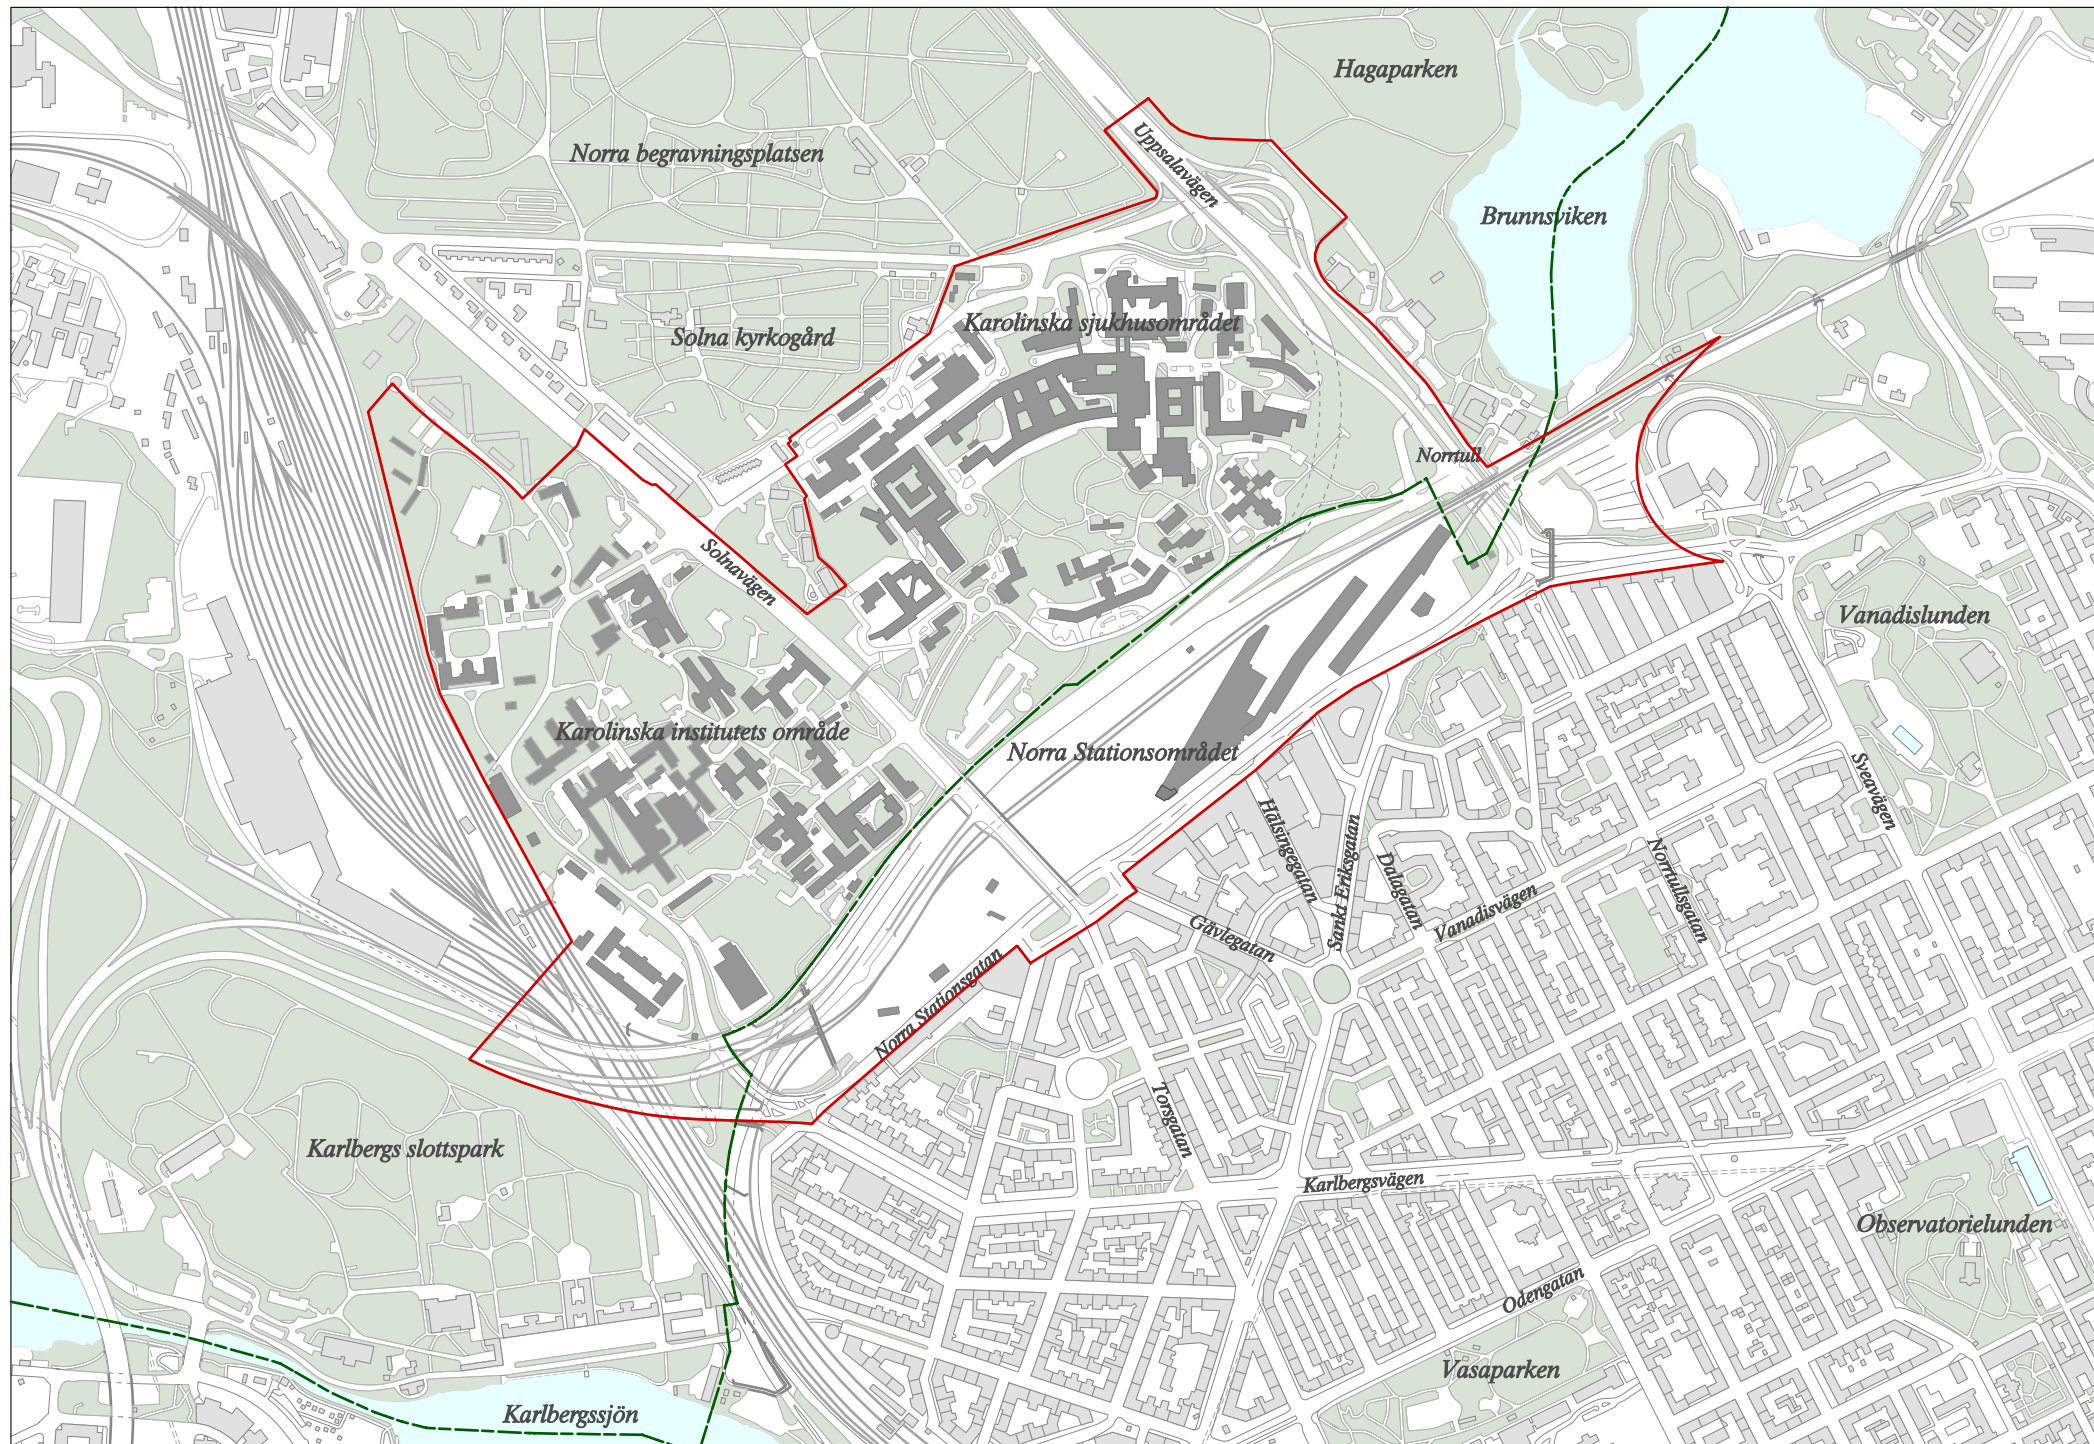 Hagaparken
Uppsalavägen
Norra begravningsplatsen
Brunnsviken
Karolinska sjukhusområdet
Solna kyrkogård
Norrtull
Solnavägen
Vanadislunden
Karolinska institutets område
Norra Stationsområdet
Sveavägen
Hälsingegatan
Sankt Eriksgatan
Dalagatan
Norrtullsgatan
Vanadisvägen
Gävlegatan
Norra Stationsgatan
Torsgatan
Karlbergs slottspark
Karlbergsvägen
Observatorielunden
Odengatan
Vasaparken
Karlbergssjön